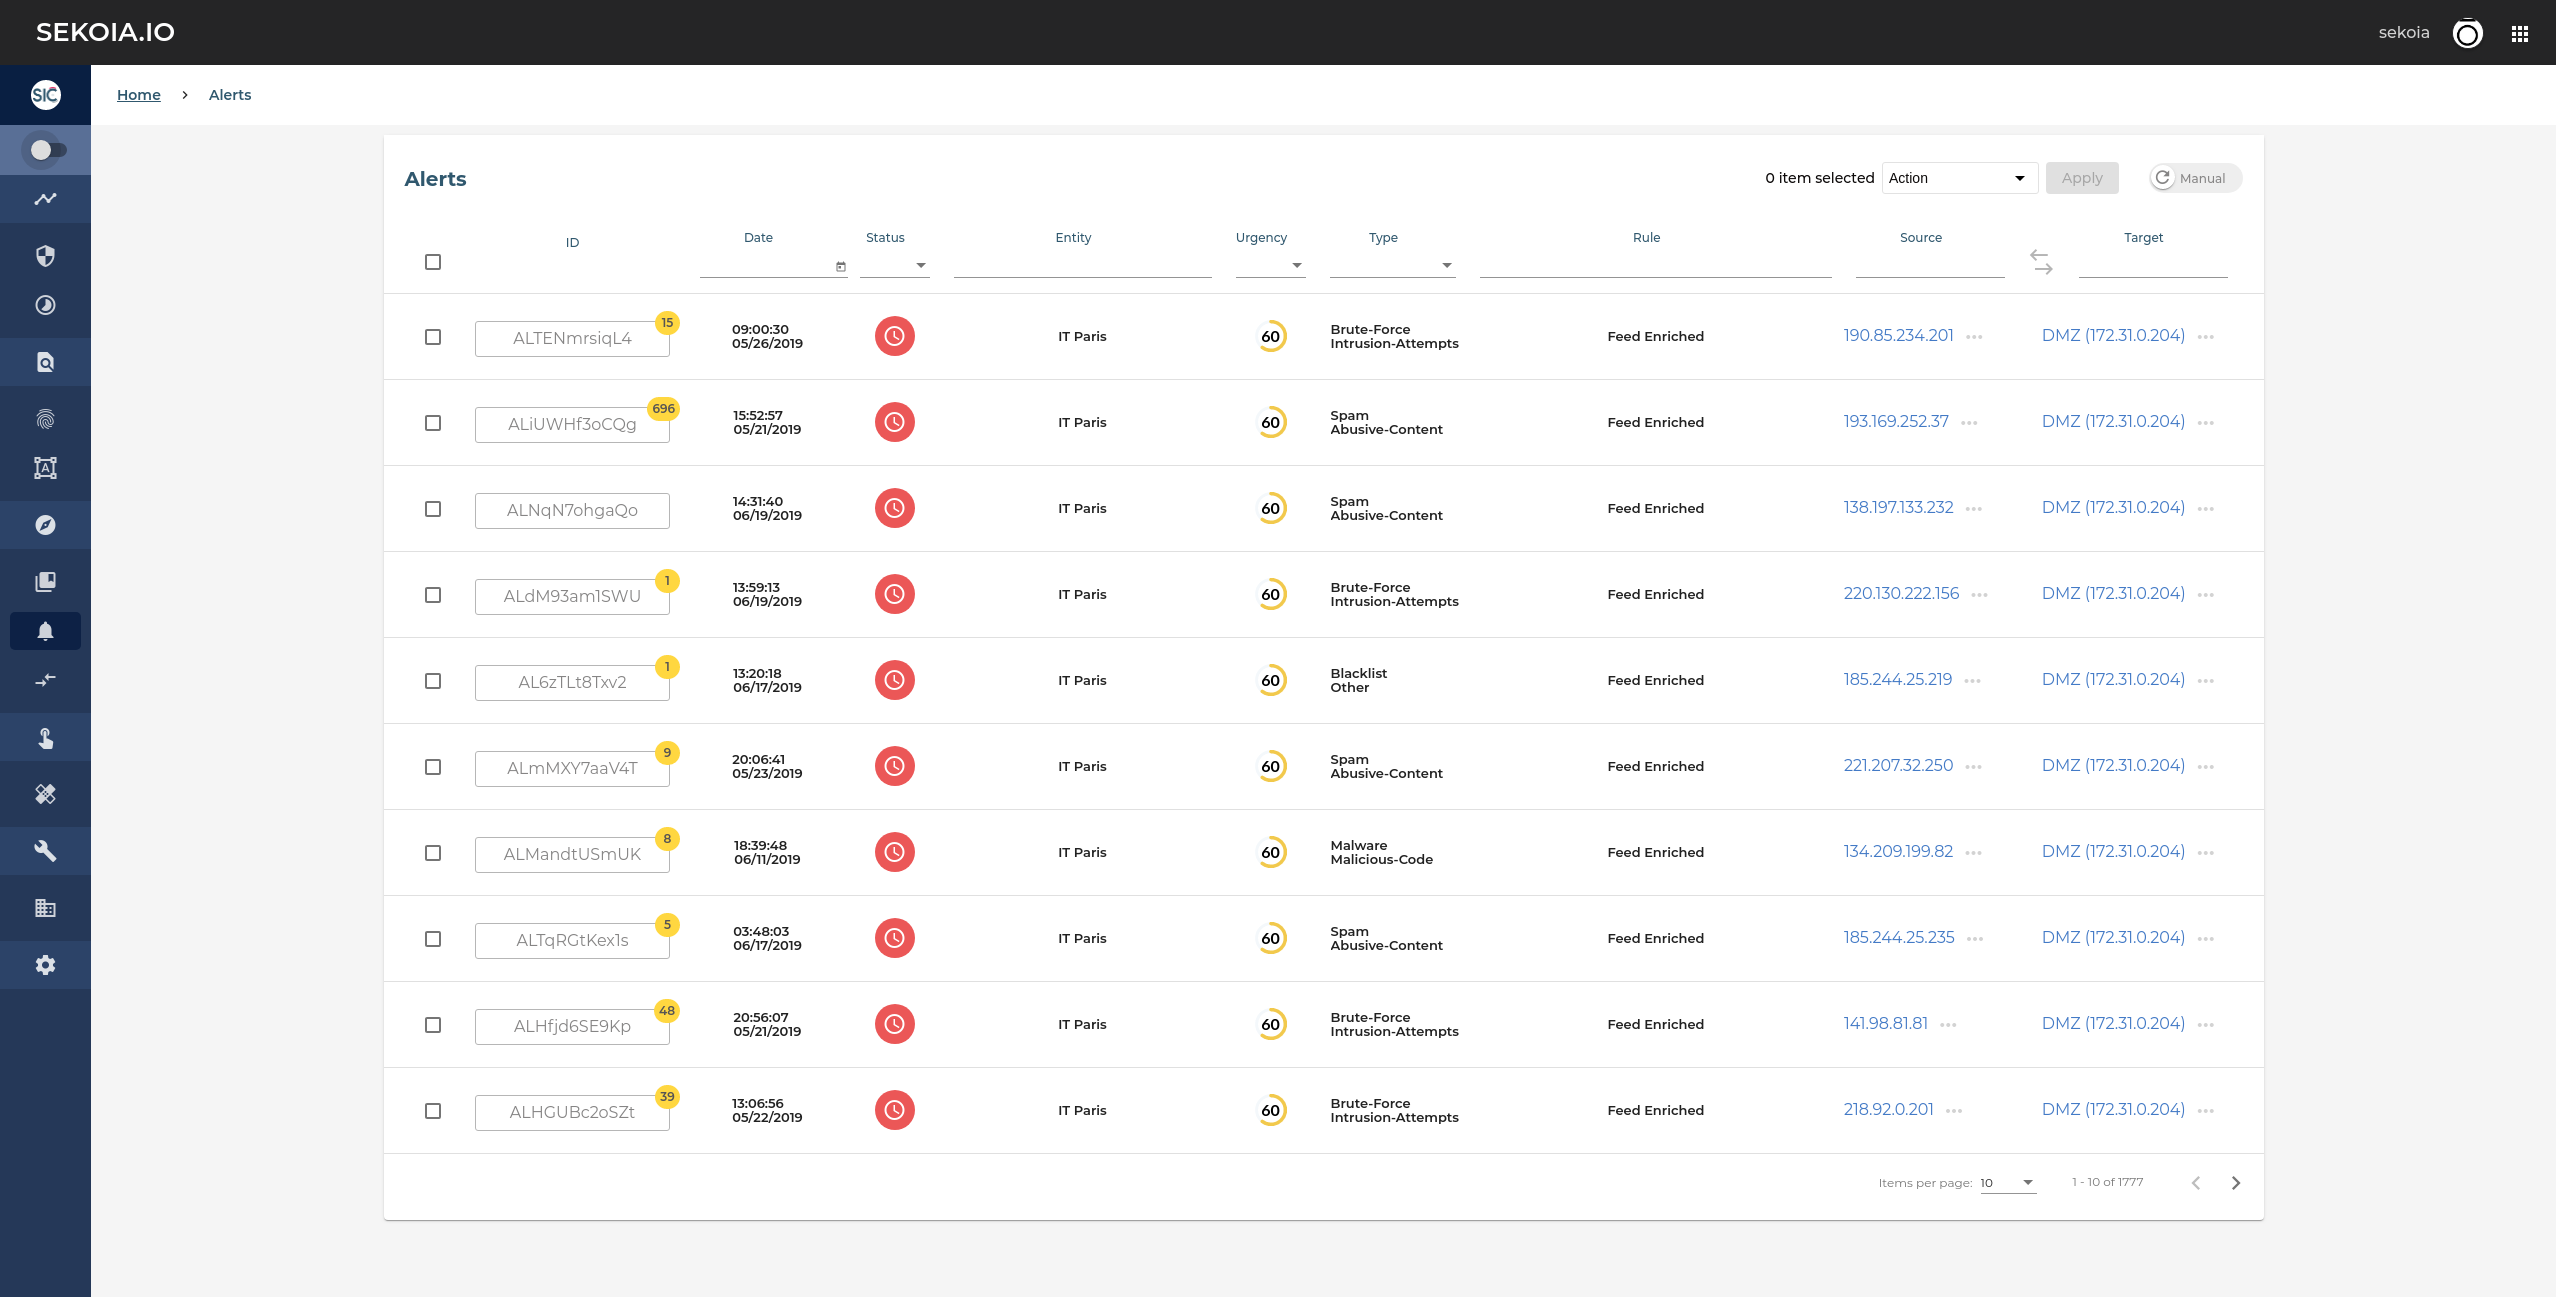 SEKOIA.IO
sekoia
SIC
Home > Alerts
Alerts
0 item selected Action Apply Manual
ID Date Status Entity Urgency Type Rule Source Target
ALTENmrsiqL4 15 09:00:30 05/26/2019 IT Paris 60 Brute-Force Intrusion-Attempts Feed Enriched 190.85.234.201 DMZ (172.31.0.204)
ALiUWHf3oCQg 696 15:52:57 05/21/2019 IT Paris 60 Spam Abusive-Content Feed Enriched 193.169.252.37 DMZ (172.31.0.204)
ALNqN7ohgaQo 14:31:40 06/19/2019 IT Paris 60 Spam Abusive-Content Feed Enriched 138.197.133.232 DMZ (172.31.0.204)
ALdM93am1SWU 1 13:59:13 06/19/2019 IT Paris 60 Brute-Force Intrusion-Attempts Feed Enriched 220.130.222.156 DMZ (172.31.0.204)
AL6zTLt8Txv2 1 13:20:18 06/17/2019 IT Paris 60 Blacklist Other Feed Enriched 185.244.25.219 DMZ (172.31.0.204)
ALmMXY7aaV4T 9 20:06:41 05/23/2019 IT Paris 60 Spam Abusive-Content Feed Enriched 221.207.32.250 DMZ (172.31.0.204)
ALMandtUSmUK 8 18:39:48 06/11/2019 IT Paris 60 Malware Malicious-Code Feed Enriched 134.209.199.82 DMZ (172.31.0.204)
ALTqRGtKex1s 5 03:48:03 06/17/2019 IT Paris 60 Spam Abusive-Content Feed Enriched 185.244.25.235 DMZ (172.31.0.204)
ALHfjd6SE9Kp 48 20:56:07 05/21/2019 IT Paris 60 Brute-Force Intrusion-Attempts Feed Enriched 141.98.81.81 DMZ (172.31.0.204)
ALHGUBc2oSZt 39 13:06:56 05/22/2019 IT Paris 60 Brute-Force Intrusion-Attempts Feed Enriched 218.92.0.201 DMZ (172.31.0.204)
Items per page: 10 1 - 10 of 1777